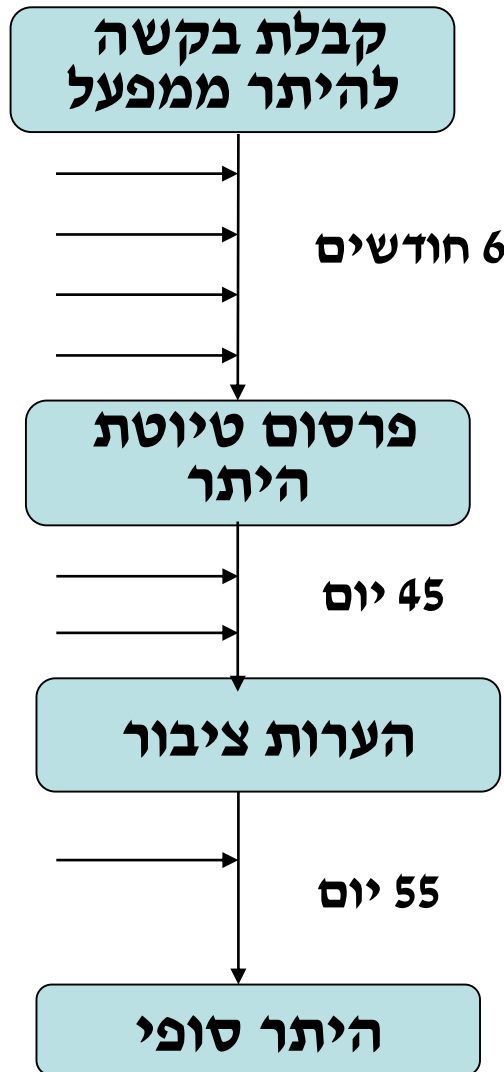 קבלת בקשה
להיתר ממפעל
6 חודשים
פרסום טיוטת
היתר
45 יום
הערות ציבור
55 יום
היתר סופי